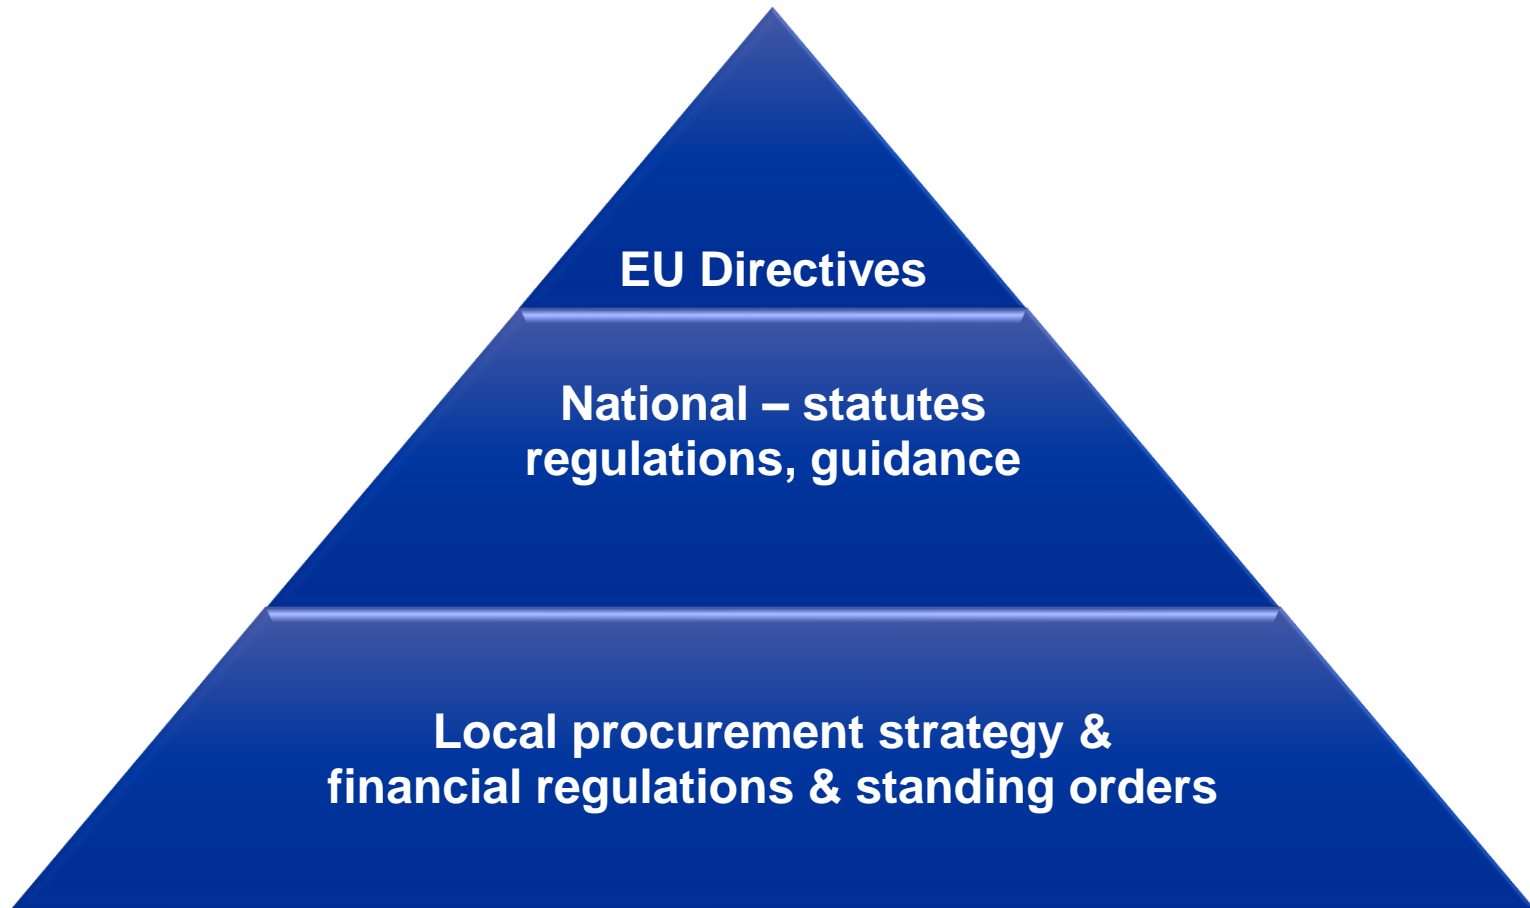 EU Directives
National – statutes
regulations, guidance
Local procurement strategy &
financial regulations & standing orders